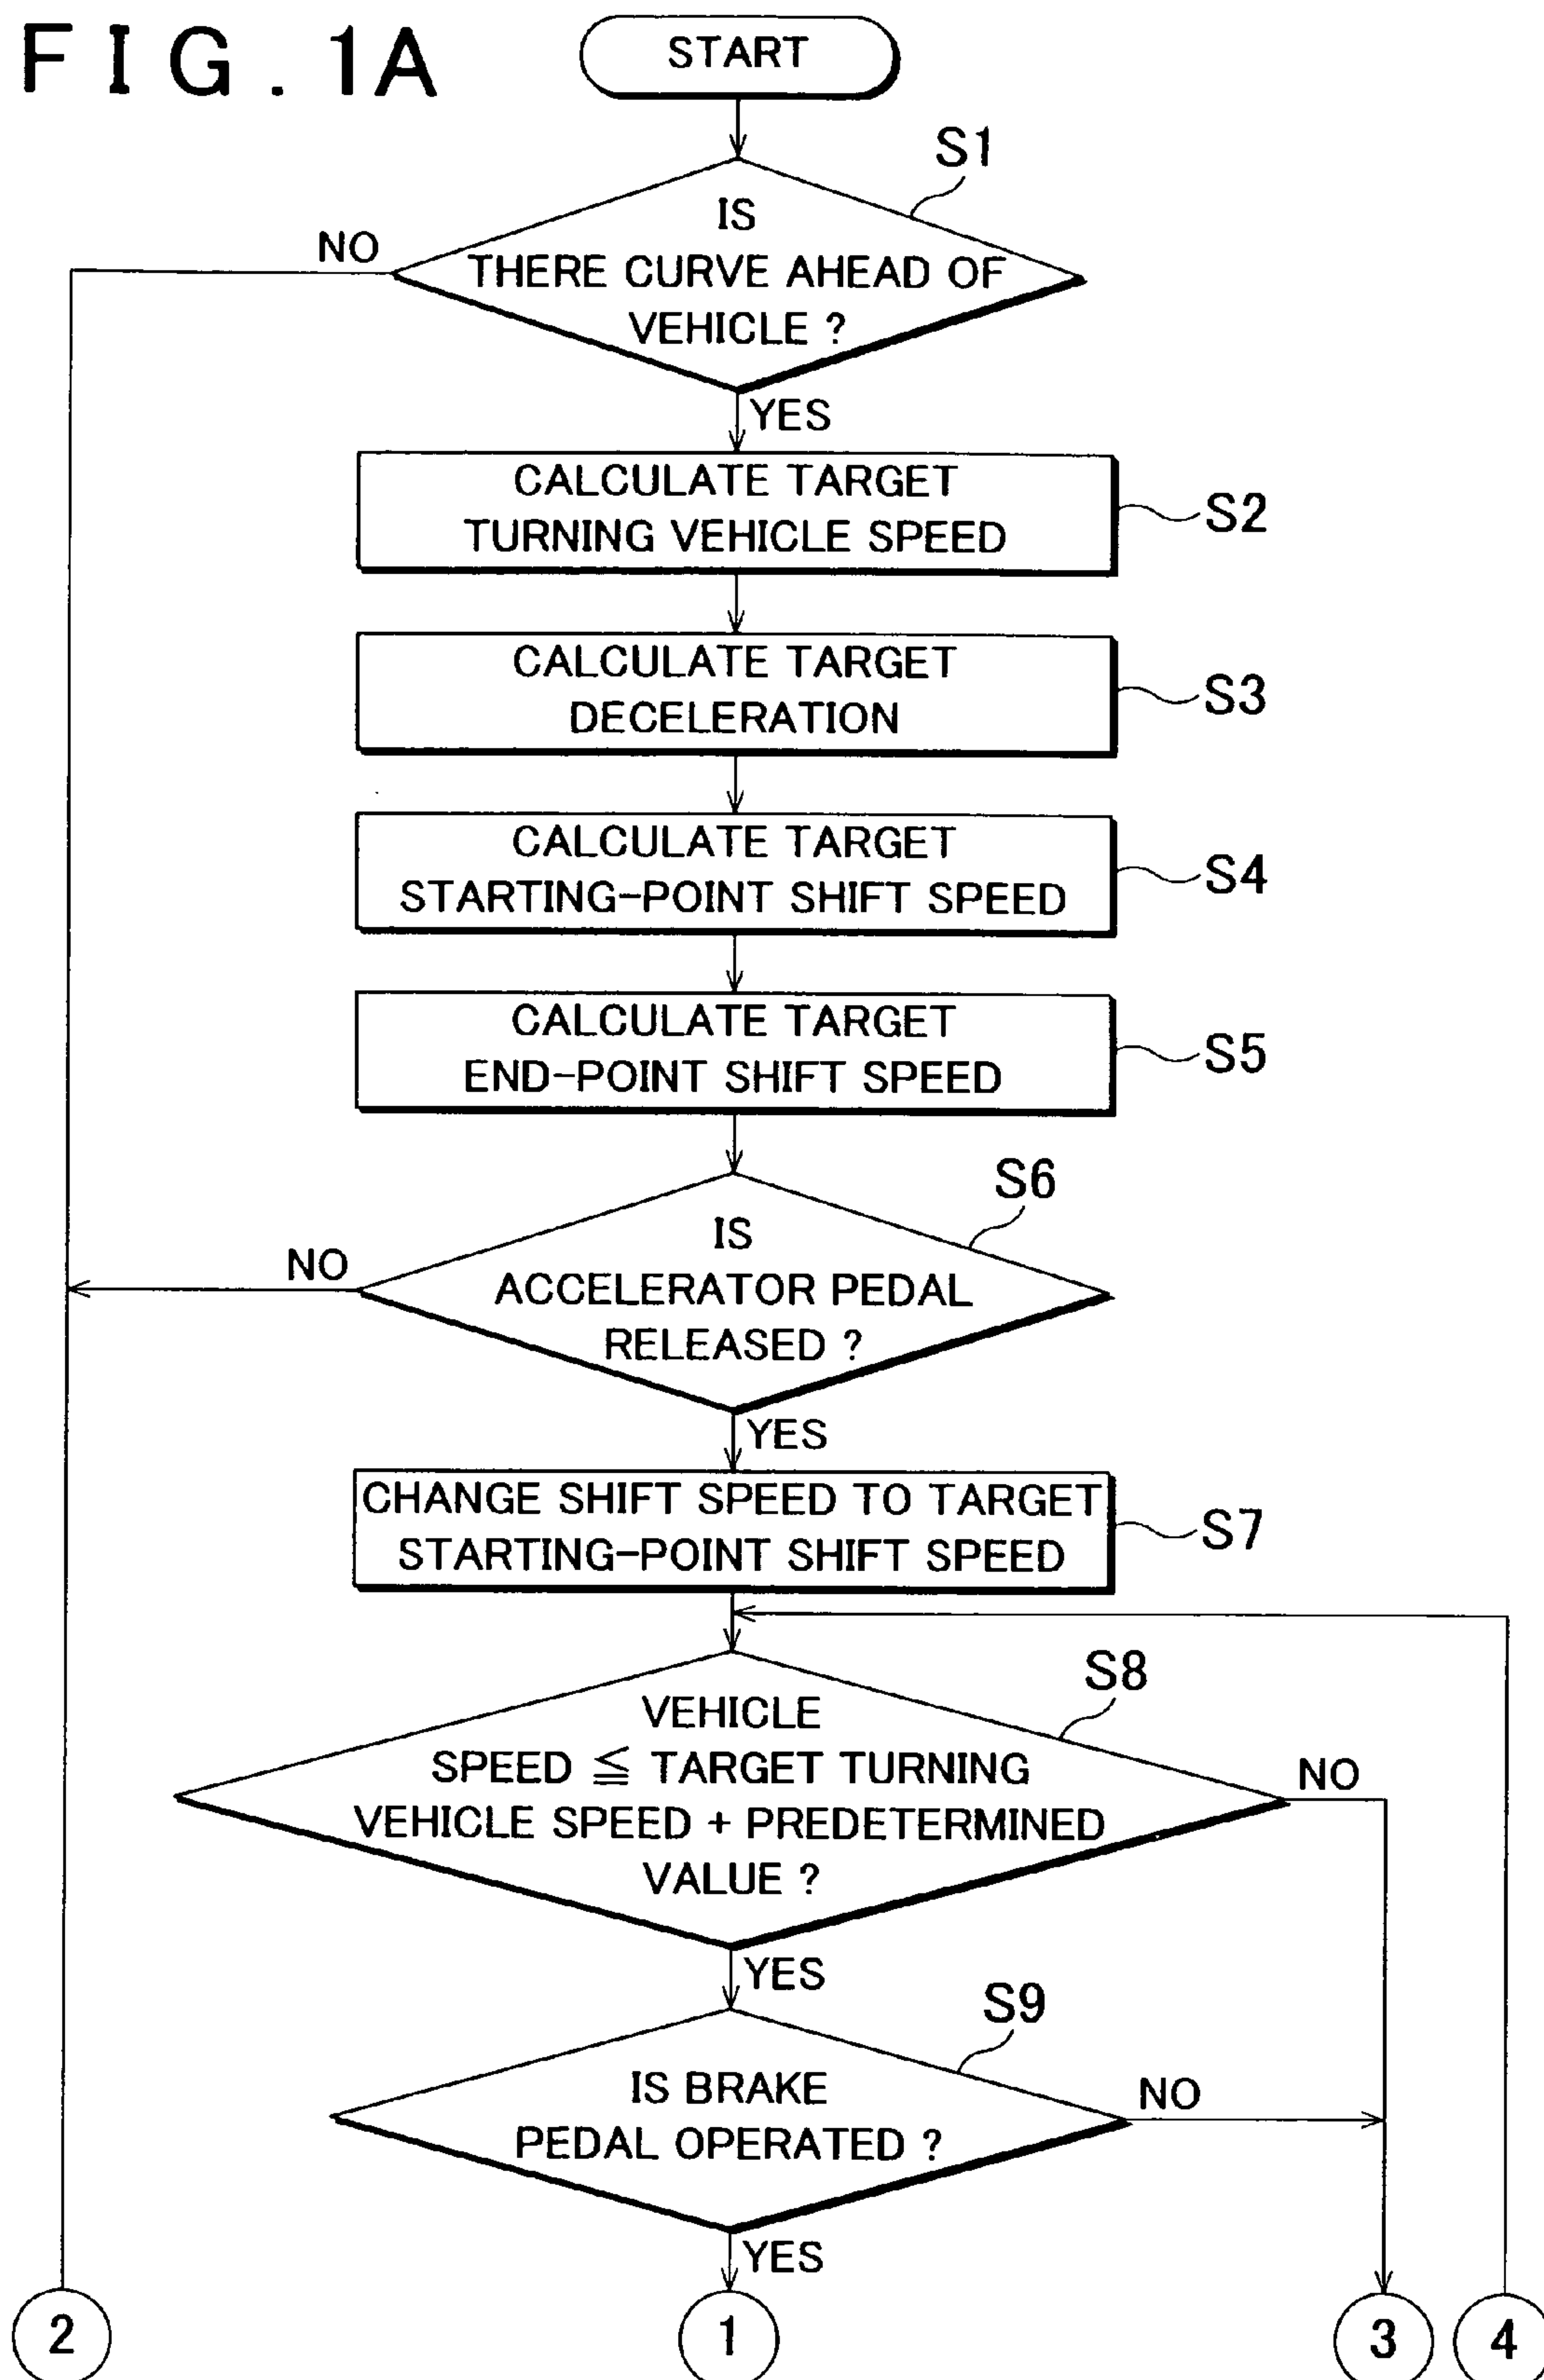 FIG. 1A
START
S1
IS
THERE CURVE AHEAD OF
VEHICLE ?
NO
YES
CALCULATE TARGET
TURNING VEHICLE SPEED
S2
CALCULATE TARGET
DECELERATION
S3
CALCULATE TARGET
STARTING-POINT SHIFT SPEED
S4
CALCULATE TARGET
END-POINT SHIFT SPEED
S5
S6
IS
ACCELERATOR PEDAL
RELEASED ?
NO
YES
CHANGE SHIFT SPEED TO TARGET
STARTING-POINT SHIFT SPEED
S7
S8
VEHICLE
SPEED ≦ TARGET TURNING
VEHICLE SPEED + PREDETERMINED
VALUE ?
NO
YES
S9
IS BRAKE
PEDAL OPERATED ?
NO
YES
2
1
3
4